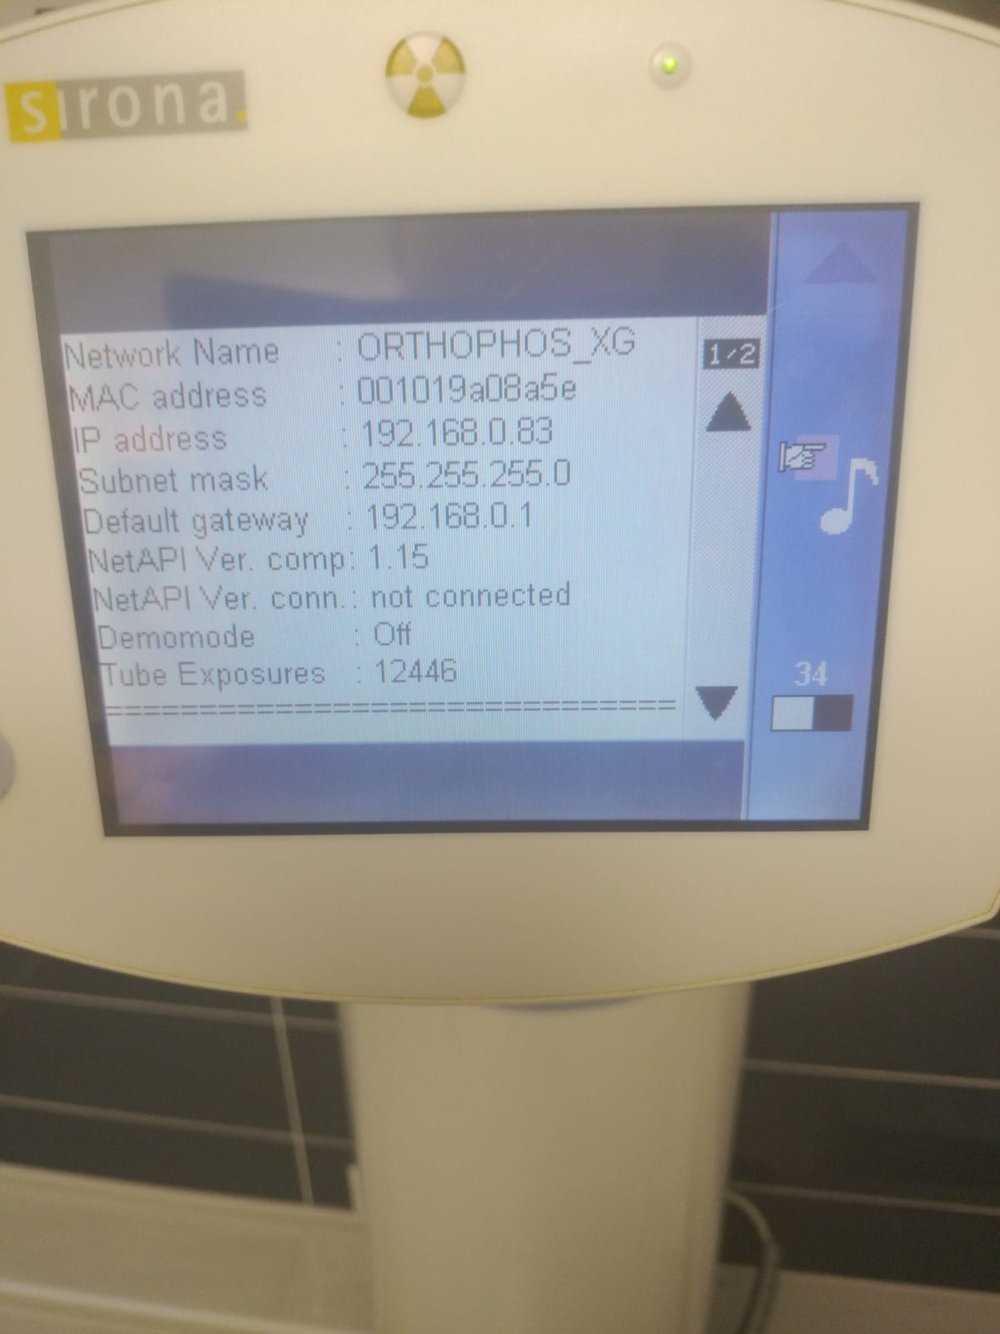 sirona.
Network Name : ORTHOPHOS_XG
MAC address : 001019a08a5e
IP address : 192.168.0.83
Subnet mask : 255.255.255.0
Default gateway : 192.168.0.1
NetAPI Ver. comp: 1.15
NetAPI Ver. conn.: not connected
Demomode : Off
Tube Exposures : 12446
==============================
1/2
34